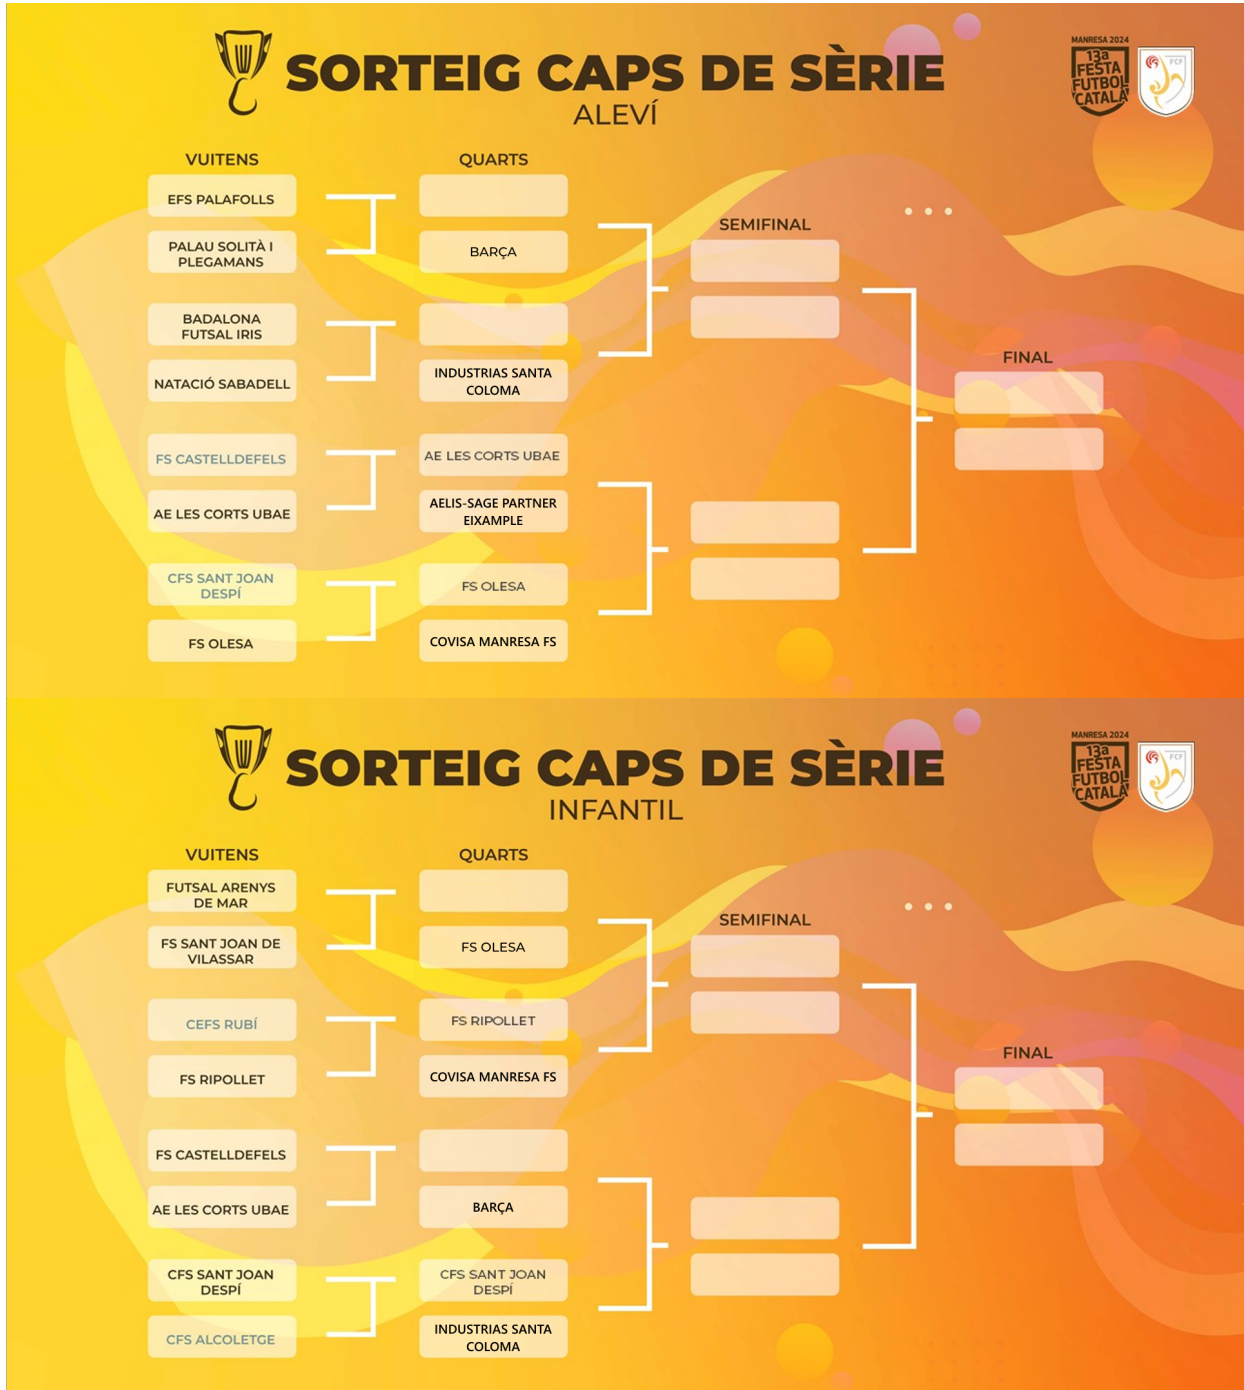 SORTEIG CAPS DE SÈRIE
ALEVÍ
MANRESA 2024
13a
FESTA
FUTBOL
CATALÀ
FCF
VUITENS
EFS PALAFOLLS
PALAU SOLITÀ I
PLEGAMANS
BADALONA
FUTSAL IRIS
NATACIÓ SABADELL
FS CASTELLDEFELS
AE LES CORTS UBAE
CFS SANT JOAN
DESPÍ
FS OLESA
QUARTS
BARÇA
INDUSTRIAS SANTA
COLOMA
AE LES CORTS UBAE
AELIS-SAGE PARTNER
EIXAMPLE
FS OLESA
COVISA MANRESA FS
SEMIFINAL
FINAL
SORTEIG CAPS DE SÈRIE
INFANTIL
MANRESA 2024
13a
FESTA
FUTBOL
CATALÀ
FCF
VUITENS
FUTSAL ARENYS
DE MAR
FS SANT JOAN DE
VILASSAR
CEFS RUBÍ
FS RIPOLLET
FS CASTELLDEFELS
AE LES CORTS UBAE
CFS SANT JOAN
DESPÍ
CFS ALCOLETGE
QUARTS
FS OLESA
FS RIPOLLET
COVISA MANRESA FS
BARÇA
CFS SANT JOAN
DESPÍ
INDUSTRIAS SANTA
COLOMA
SEMIFINAL
FINAL